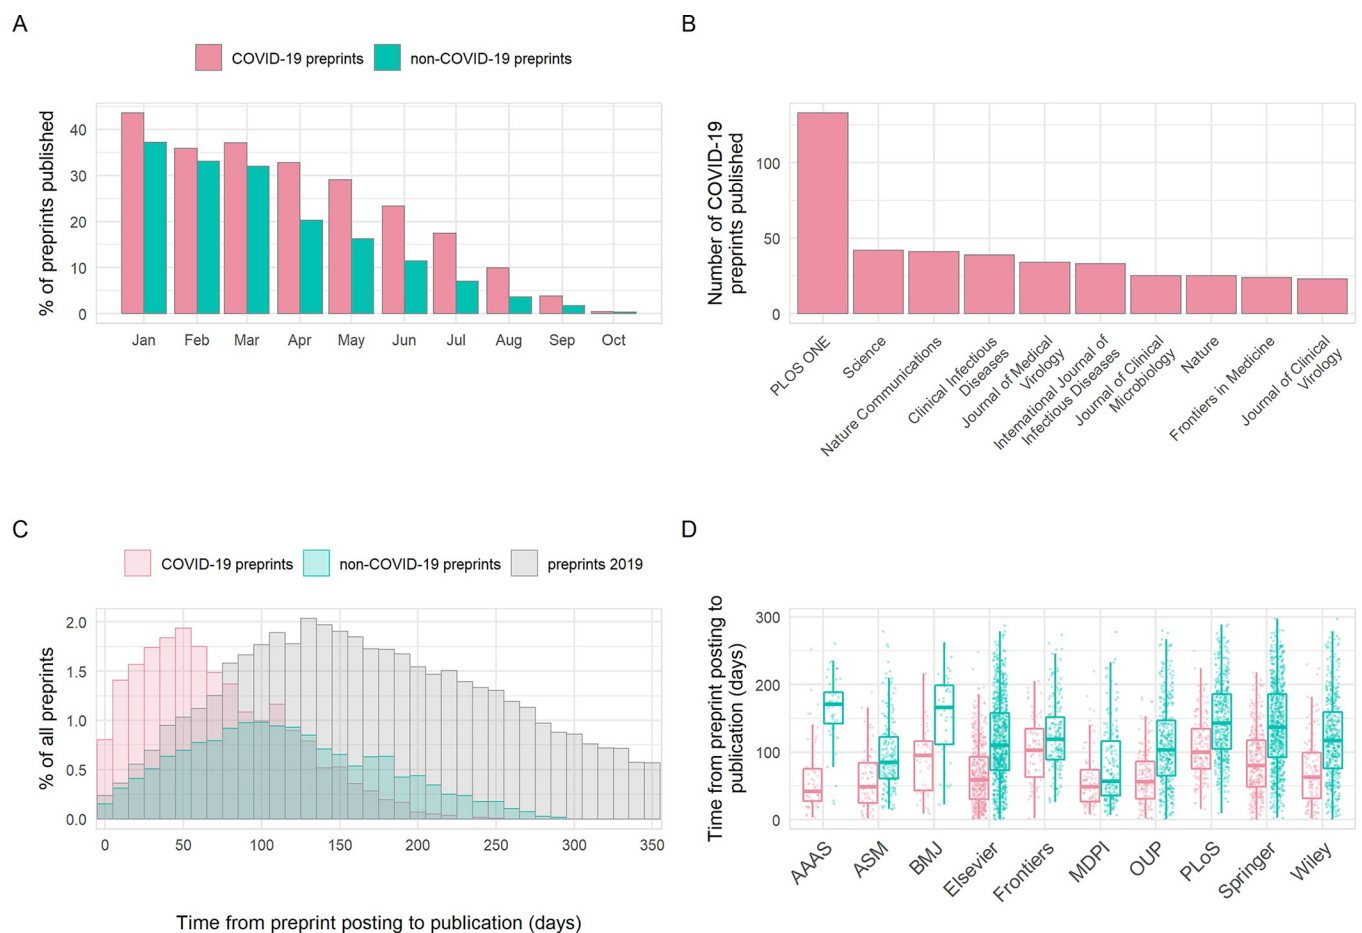 A
COVID-19 preprints
non-COVID-19 preprints
% of preprints published
40
30
20
10
0
Jan
Feb
Mar
Apr
May
Jun
Jul
Aug
Sep
Oct
B
Number of COVID-19
preprints published
100
50
0
PLOS ONE
Science
Nature Communications
Clinical Infectious
Diseases
Journal of Medical
Virology
International Journal of
Infectious Diseases
Journal of Clinical
Microbiology
Nature
Frontiers in Medicine
Journal of Clinical
Virology
C
COVID-19 preprints
non-COVID-19 preprints
preprints 2019
% of all preprints
2.0
1.5
1.0
0.5
0.0
0
50
100
150
200
250
300
350
Time from preprint posting to publication (days)
D
Time from preprint posting to
publication (days)
300
200
100
0
AAAS
ASM
BMJ
Elsevier
Frontiers
MDPI
OUP
PLoS
Springer
Wiley